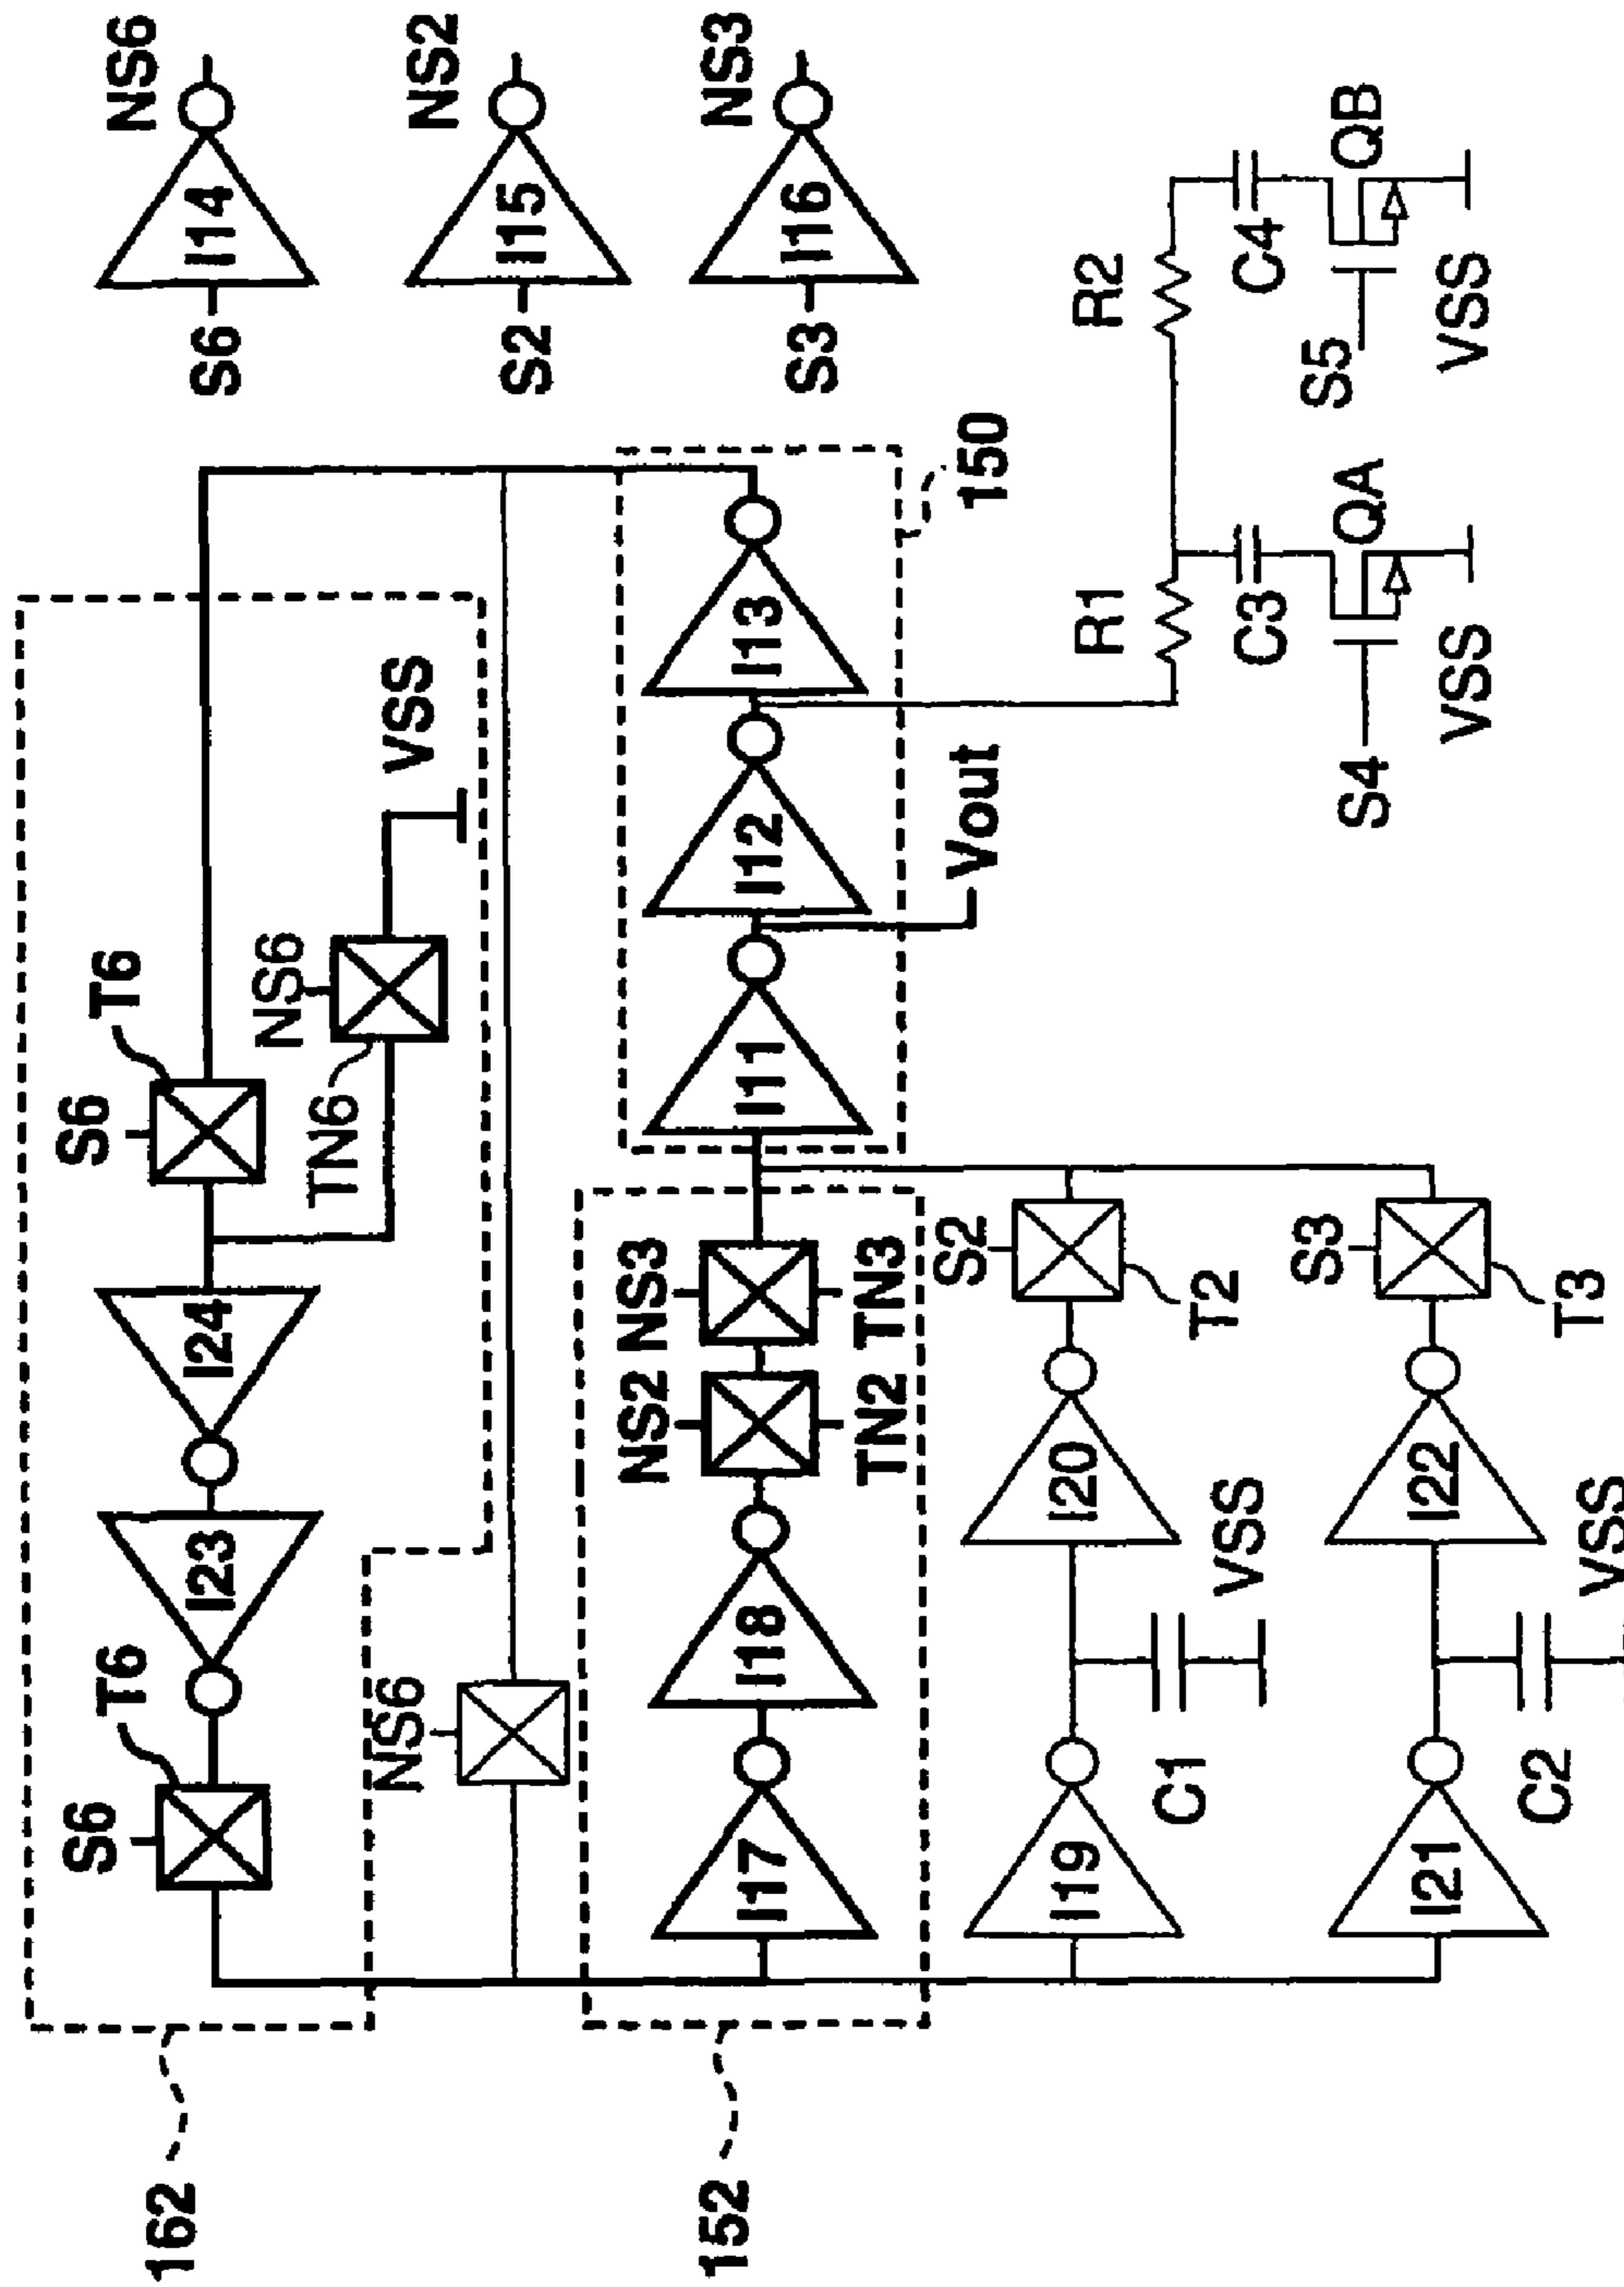 162
152
S6
T6
I23
I24
S6
T6
TN6
NS6
VSS
NS6
I17
I18
NS2
NS3
TN2
TN3
I11
I12
I13
150
Vout
I19
C1
VSS
I20
S2
T2
I21
C2
VSS
I22
S3
T3
R1
R2
C3
C4
S4
QA
VSS
S5
QB
VSS
S6
I14
NS6
S2
I15
NS2
S3
I16
NS3